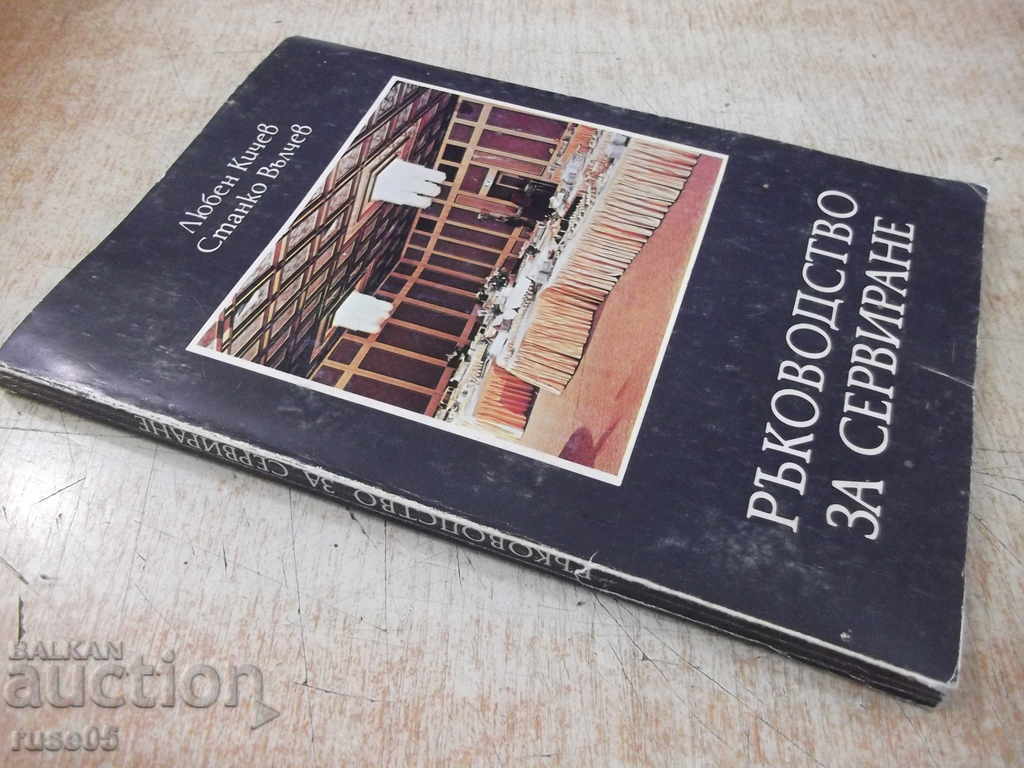 Любен Кичев
Станко Вълчев
РЪКОВОДСТВО
ЗА СЕРВИРАНЕ
РЪКОВОДСТВО ЗА СЕРВИРАНЕ
BALKAN
auction
ruse05